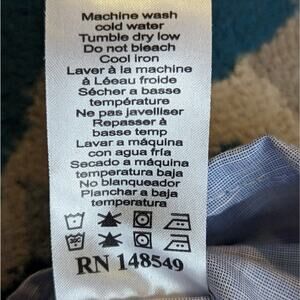 Machine wash
cold water
Tumble dry low
Do not bleach
Cool iron
Laver à la machine
à Léeau froide
Sécher a basse
température
Ne pas javelliser
Repasser à
basse temp
Lavar a máquina
con agua fría
Secado a máquina
temperatura baja
No blanqueador
Planchar a baja
temperatura
RN 148549